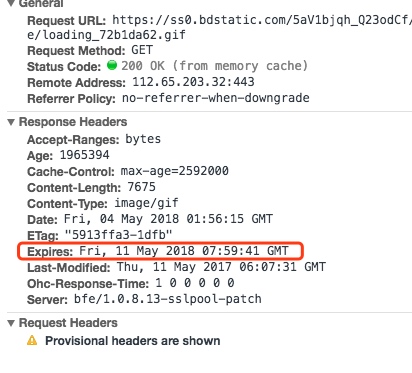 General
Request URL: https://ss0.bdstatic.com/5aV1bjqh_Q23odCf/
e/loading_72b1da62.gif
Request Method: GET
Status Code: 200 OK (from memory cache)
Remote Address: 112.65.203.32:443
Referrer Policy: no-referrer-when-downgrade
Response Headers
Accept-Ranges: bytes
Age: 1965394
Cache-Control: max-age=2592000
Content-Length: 7675
Content-Type: image/gif
Date: Fri, 04 May 2018 01:56:15 GMT
ETag: "5913ffa3-1dfb"
Expires: Fri, 11 May 2018 07:59:41 GMT
Last-Modified: Thu, 11 May 2017 06:07:31 GMT
Ohc-Response-Time: 1 0 0 0 0 0
Server: bfe/1.0.8.13-sslpool-patch
Request Headers
Provisional headers are shown